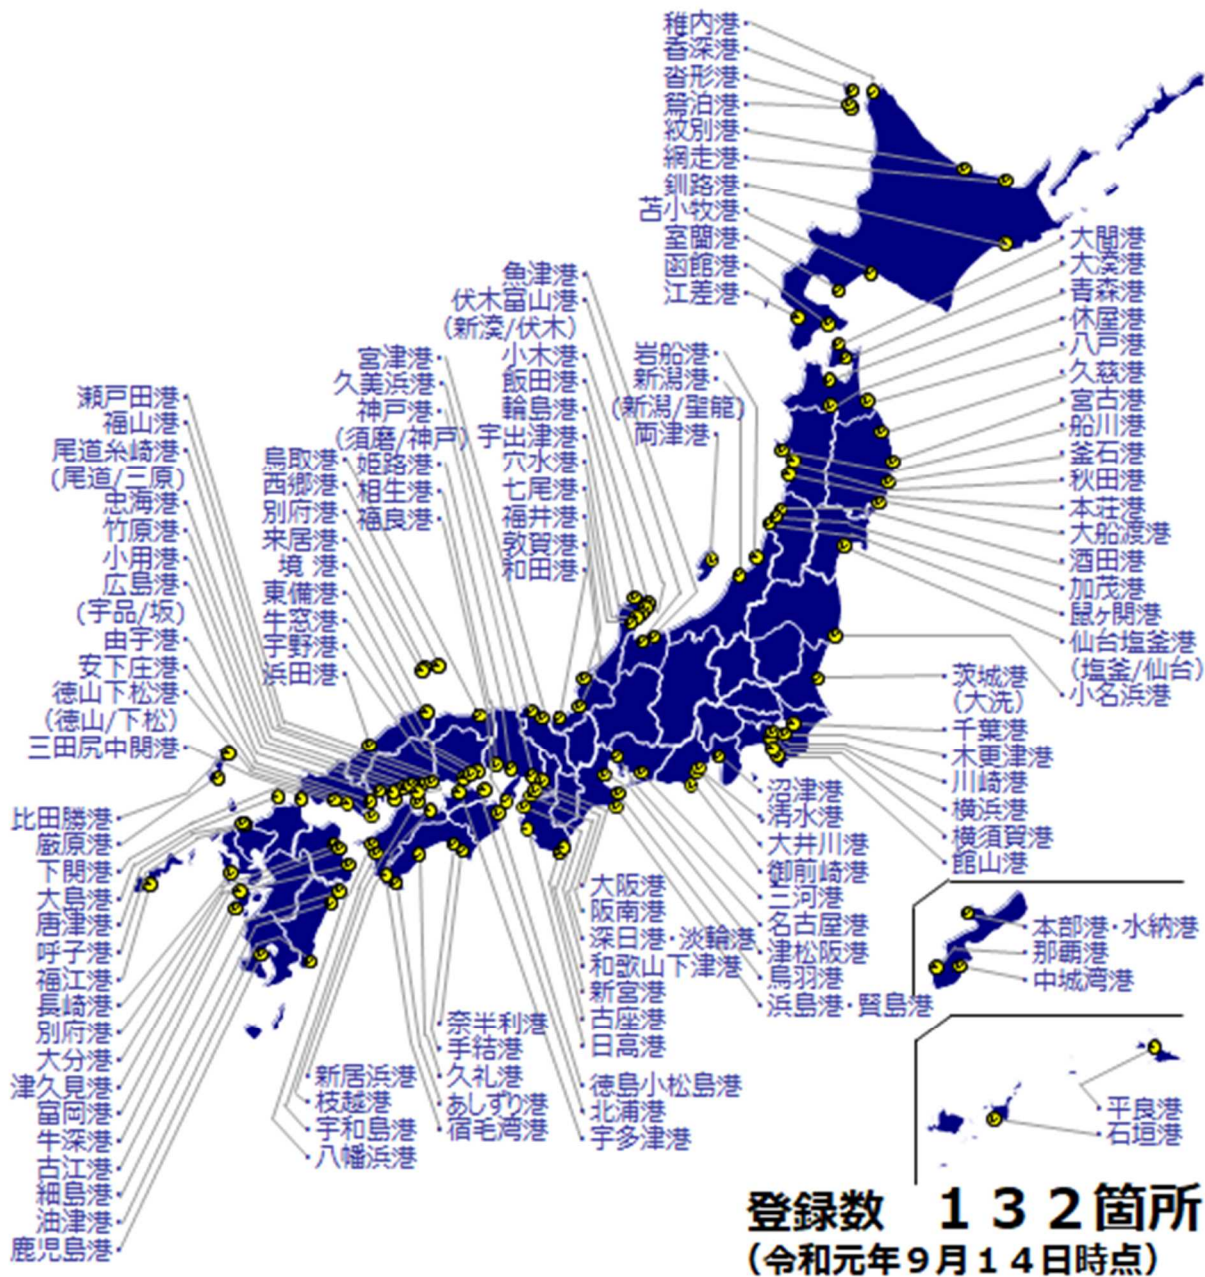 稚内港
香深港
沓形港
鴛泊港
紋別港
網走港
釧路港
苫小牧港
室蘭港
函館港
江差港
大間港
大湊港
青森港
休屋港
八戸港
久慈港
宮古港
船川港
釜石港
秋田港
本荘港
大船渡港
酒田港
加茂港
鼠ヶ関港
仙台塩釜港
(塩釜/仙台)
小名浜港
魚津港
伏木富山港
(新湊/伏木)
小木港
飯田港
輪島港
宇出津港
穴水港
七尾港
福井港
敦賀港
和田港
岩船港
新潟港
(新潟/聖籠)
両津港
宮津港
久美浜港
神戸港
(須磨/神戸)
姫路港
相生港
福良港
鳥取港
西郷港
別府港
来居港
境 港
東備港
牛窓港
宇野港
浜田港
瀬戸田港
福山港
尾道糸崎港
(尾道/三原)
忠海港
竹原港
小用港
広島港
(宇品/坂)
由宇港
安下庄港
徳山下松港
(徳山/下松)
三田尻中関港
比田勝港
厳原港
下関港
大島港
唐津港
呼子港
福江港
長崎港
別府港
大分港
津久見港
富岡港
牛深港
古江港
細島港
油津港
鹿児島港
新居浜港
枝越港
宇和島港
八幡浜港
奈半利港
手結港
久礼港
あしずり港
宿毛湾港
大阪港
阪南港
深日港・淡輪港
和歌山下津港
新宮港
古座港
日高港
徳島小松島港
北浦港
宇多津港
茨城港
(大洗)
千葉港
木更津港
川崎港
横浜港
横須賀港
館山港
沼津港
清水港
大井川港
御前崎港
三河港
名古屋港
津松阪港
鳥羽港
浜島港・賢島港
本部港・水納港
那覇港
中城湾港
平良港
石垣港
登録数 １３２箇所
(令和元年９月１４日時点)